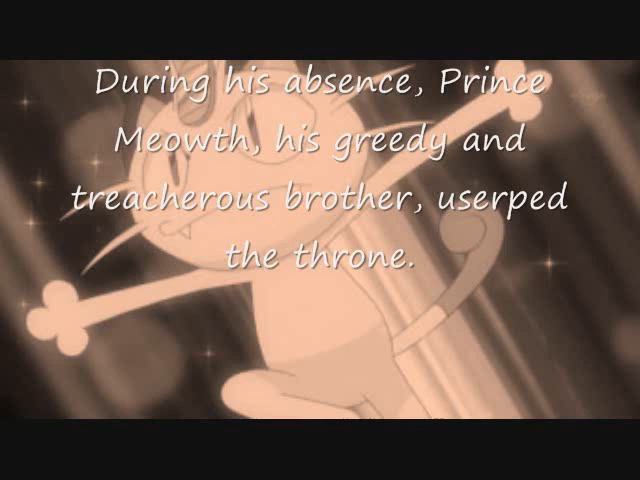 During his absence, Prince
Meowth, his greedy and
treacherous brother, userped
the throne.